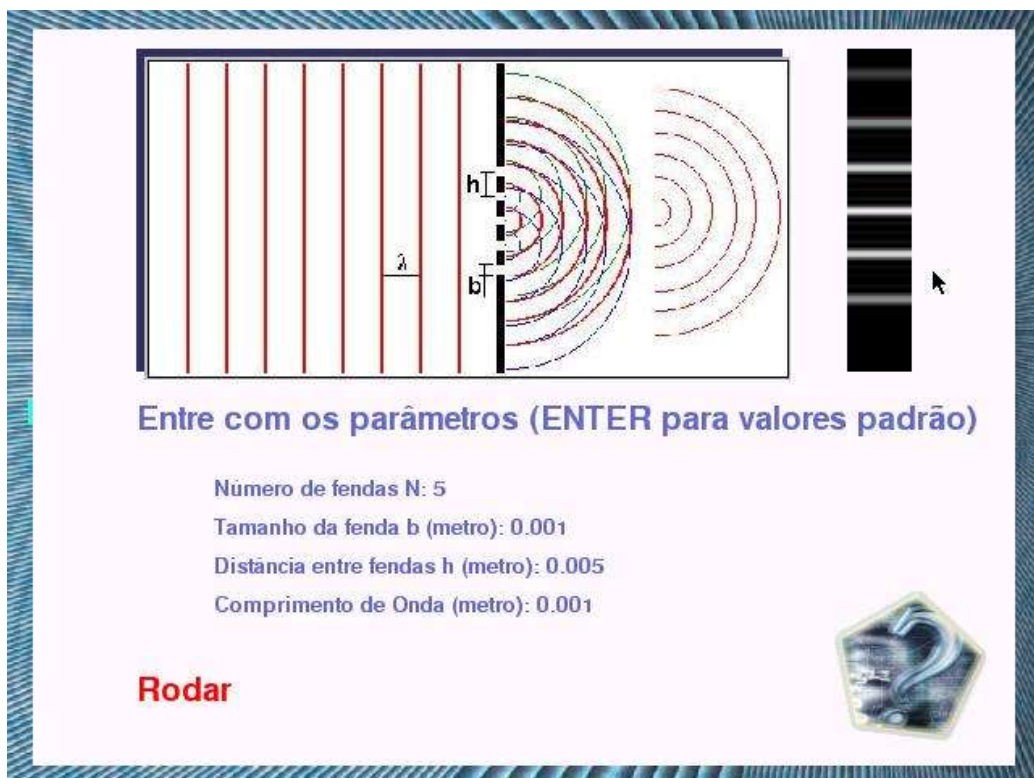 h
λ
b
Entre com os parâmetros (ENTER para valores padrão)
Número de fendas N: 5
Tamanho da fenda b (metro): 0.001
Distância entre fendas h (metro): 0.005
Comprimento de Onda (metro): 0.001
Rodar